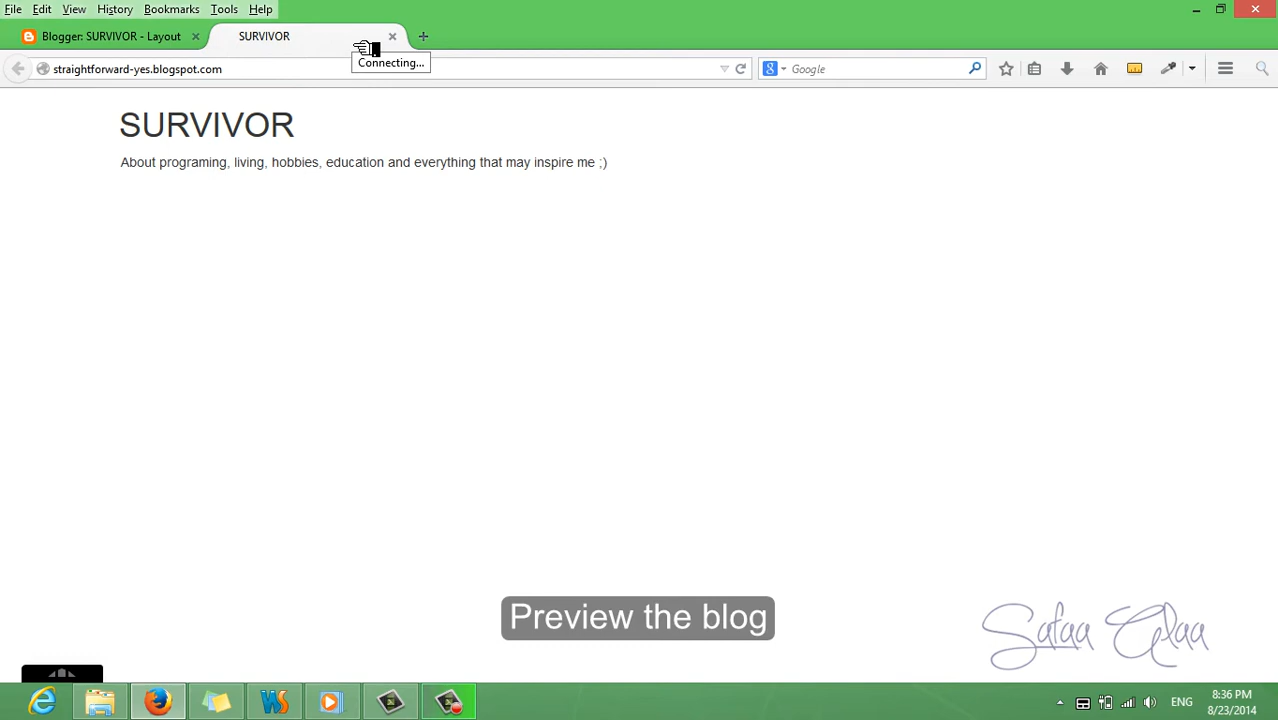 File Edit View History Bookmarks Tools Help
Blogger: SURVIVOR - Layout SURVIVOR
Connecting...
straightforward-yes.blogspot.com Google
SURVIVOR
About programing, living, hobbies, education and everything that may inspire me ;)
Preview the blog
Safaa Alaa
ENG 8:36 PM
8/23/2014